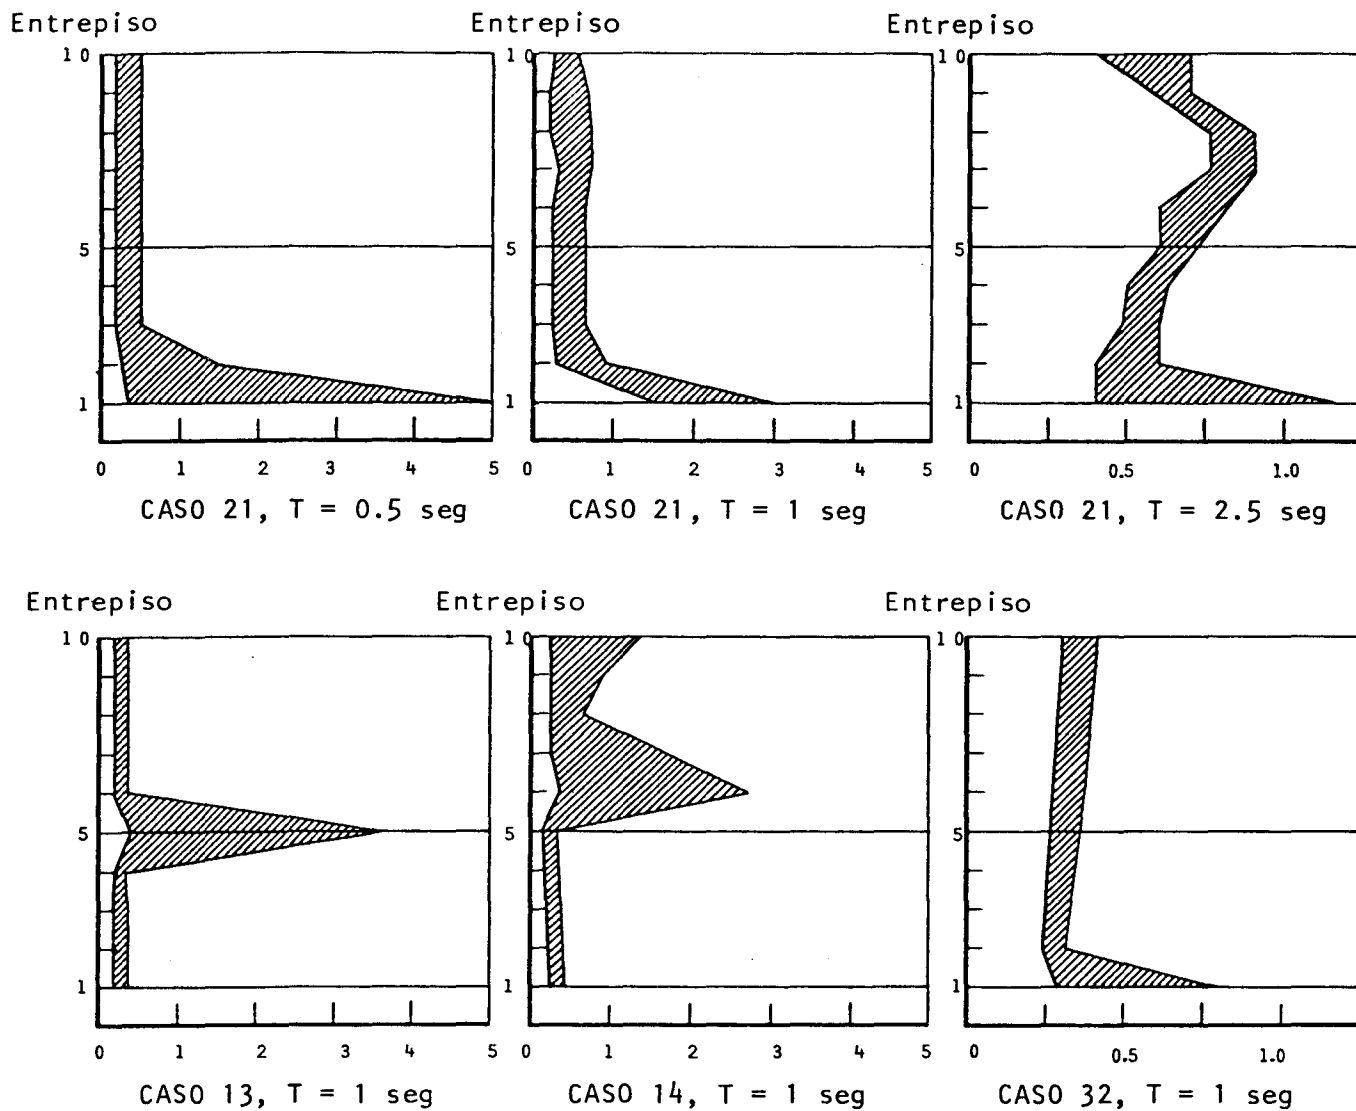 Entrepiso Entrepiso Entrepiso
10 10 10
5 5 5
1 1 1
0 1 2 3 4 5 0 1 2 3 4 5 0 0.5 1.0
CASO 21, T = 0.5 seg CASO 21, T = 1 seg CASO 21, T = 2.5 seg
Entrepiso Entrepiso Entrepiso
10 10 10
5 5 5
1 1 1
0 1 2 3 4 5 0 1 2 3 4 5 0 0.5 1.0
CASO 13, T = 1 seg CASO 14, T = 1 seg CASO 32, T = 1 seg